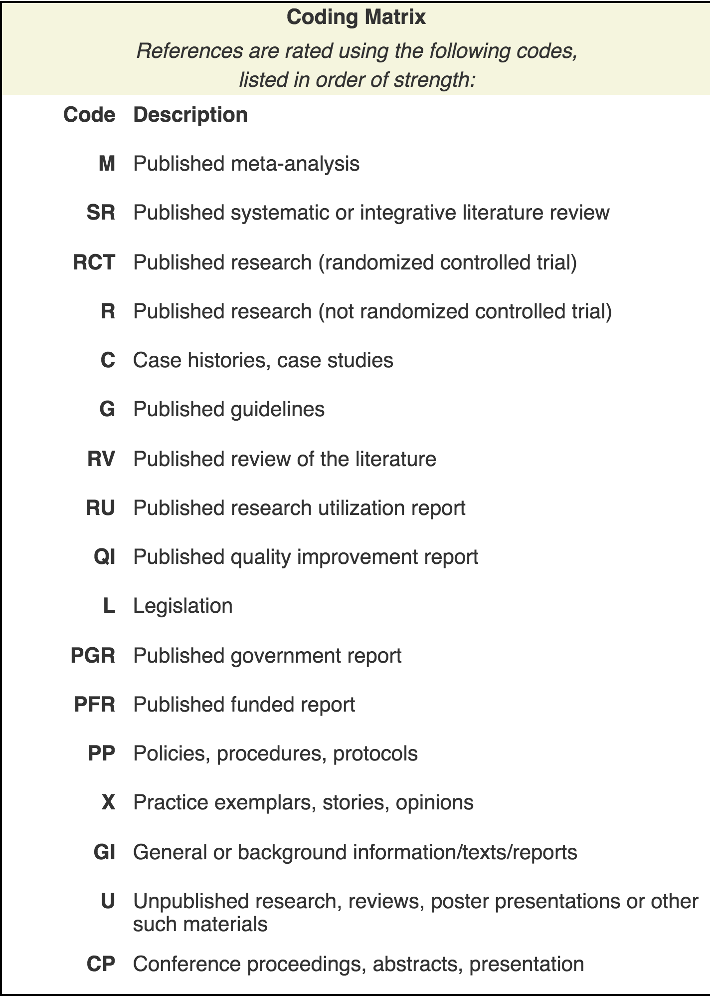 Coding Matrix
References are rated using the following codes,
listed in order of strength:
Code Description
M Published meta-analysis
SR Published systematic or integrative literature review
RCT Published research (randomized controlled trial)
R Published research (not randomized controlled trial)
C Case histories, case studies
G Published guidelines
RV Published review of the literature
RU Published research utilization report
QI Published quality improvement report
L Legislation
PGR Published government report
PFR Published funded report
PP Policies, procedures, protocols
X Practice exemplars, stories, opinions
GI General or background information/texts/reports
U Unpublished research, reviews, poster presentations or other
such materials
CP Conference proceedings, abstracts, presentation